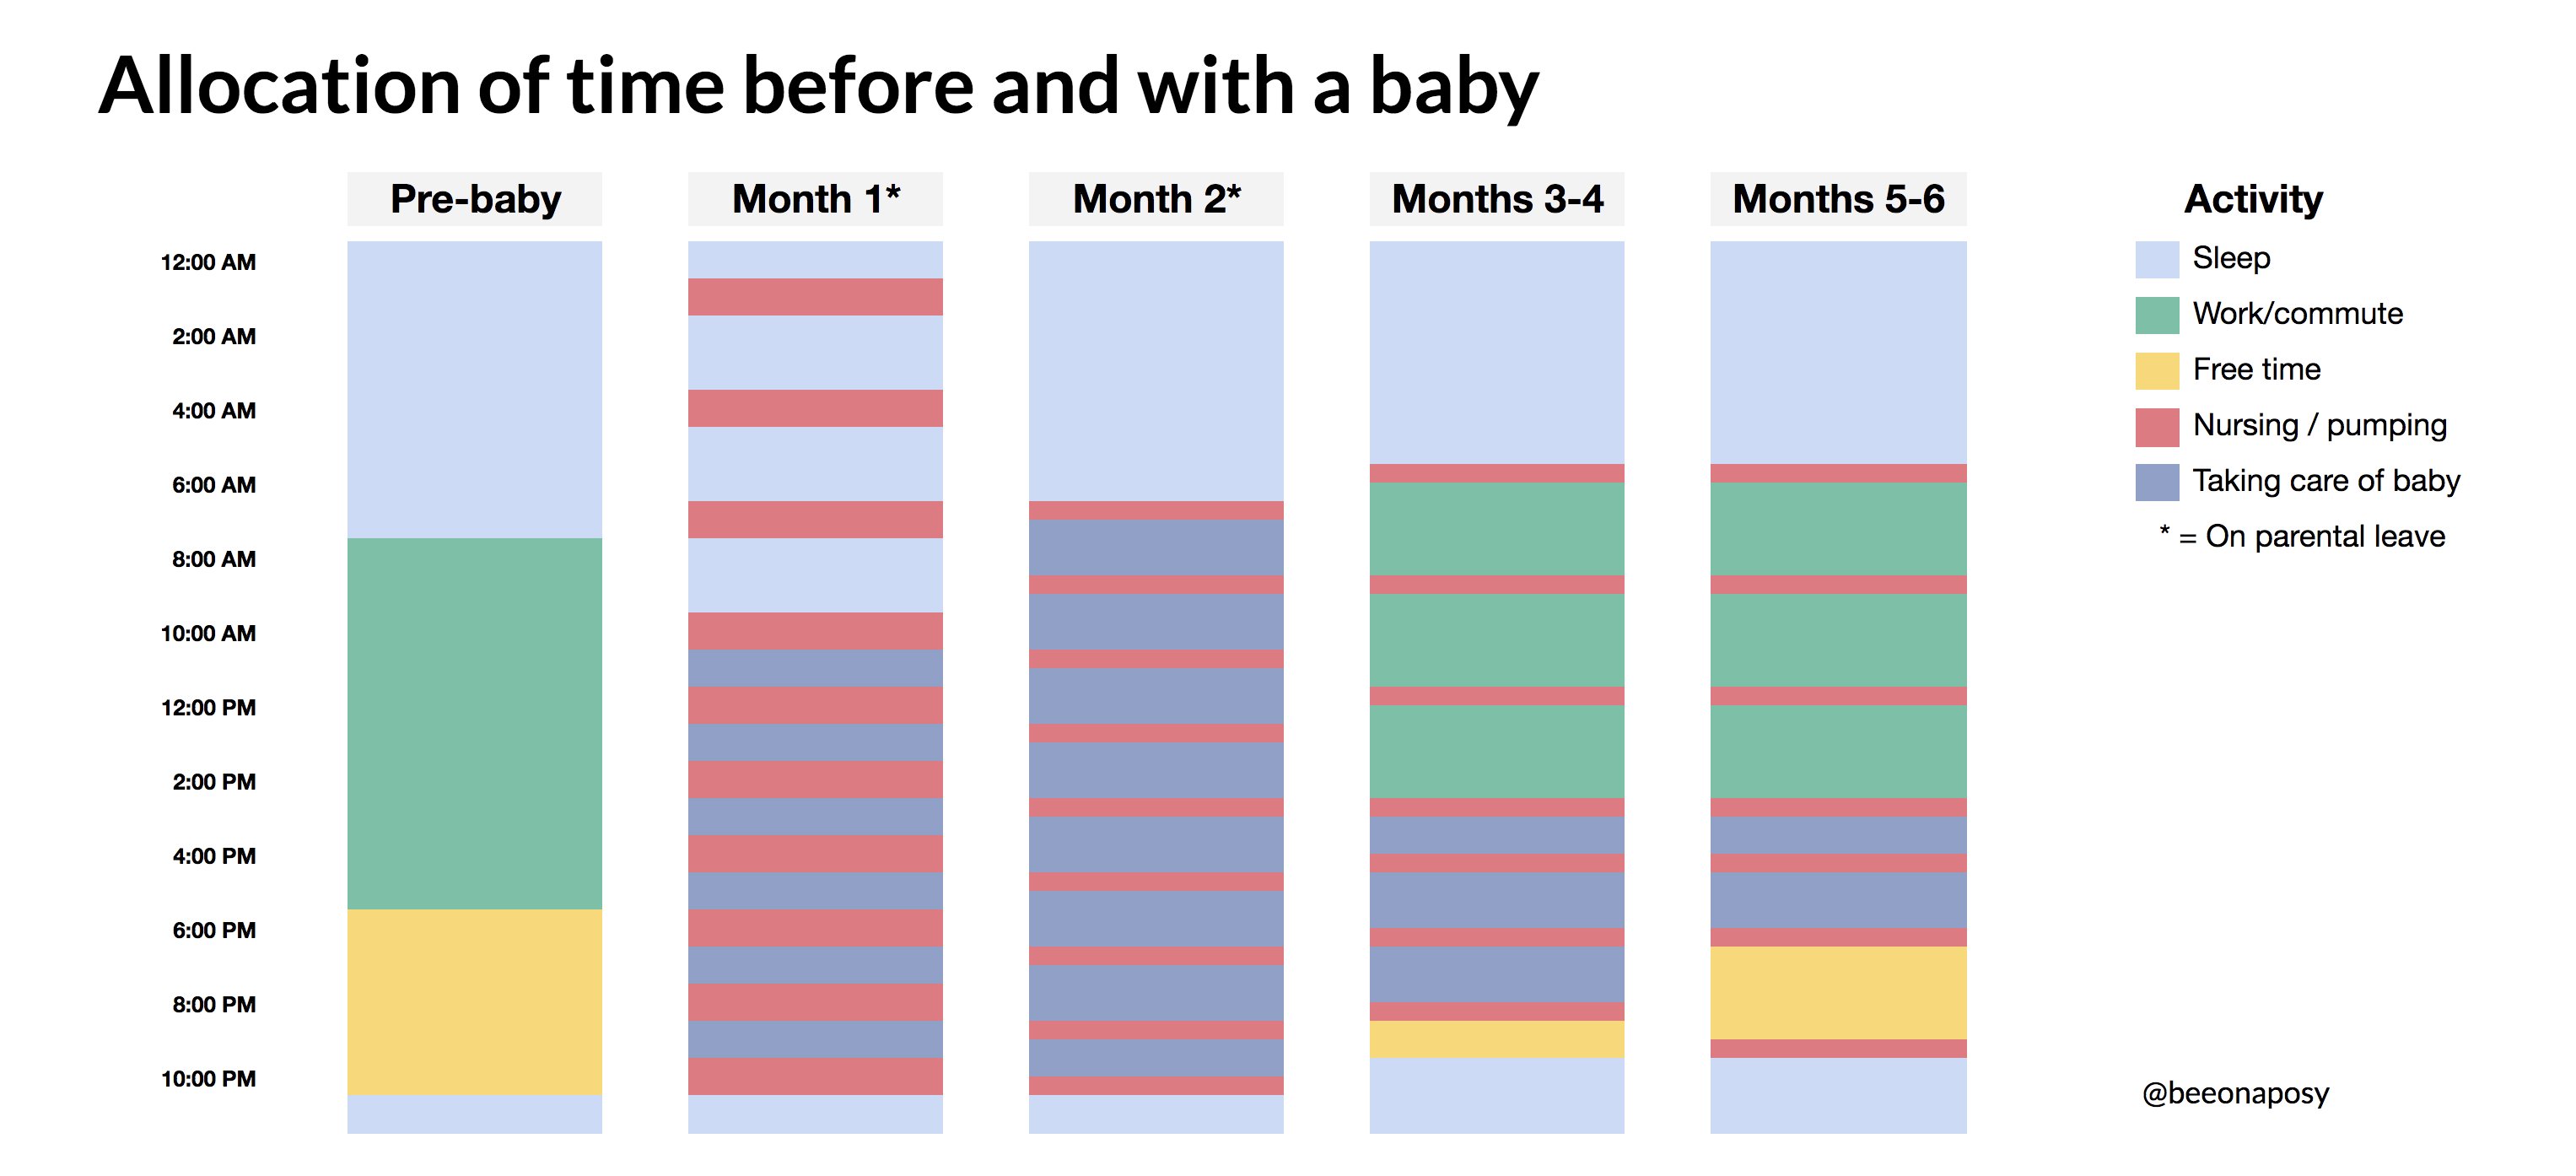 Allocation of time before and with a baby
Pre-baby
Month 1*
Month 2*
Months 3-4
Months 5-6
Activity
12:00 AM
2:00 AM
4:00 AM
6:00 AM
8:00 AM
10:00 AM
12:00 PM
2:00 PM
4:00 PM
6:00 PM
8:00 PM
10:00 PM
Sleep
Work/commute
Free time
Nursing / pumping
Taking care of baby
* = On parental leave
@beeonaposy